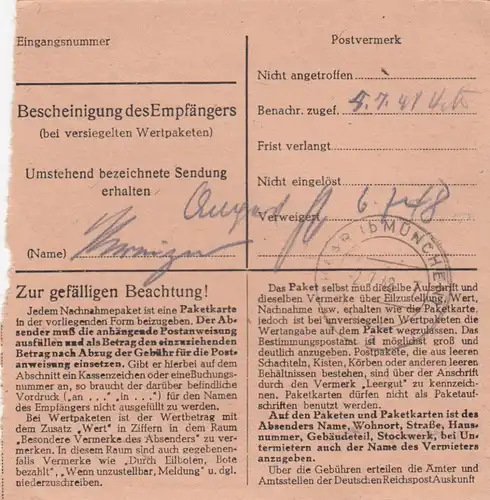 Eingangsnummer
Bescheinigung des Empfängers
(bei versiegelten Wertpaketen)
Umstehend bezeichnete Sendung
erhalten
(Name)
Postvermerk
Nicht angetroffen
Benachr. zugef. 5.7.48
Frist verlangt
Nicht eingelöst
Verweigert 6 7 48
HAAR (b MÜNCHEN
Zur gefälligen Beachtung!
Jedem Nachnahmepaket ist eine Paketkarte
in der vorliegenden Form beizugeben. Der Ab-
sender muß die anhängende Postanweisung
ausfüllen und als Betrag den einzuziehenden
Betrag nach Abzug der Gebühr für die Post-
anweisung einsetzen. Gibt er hierbei auf dem
Abschnitt ein Kassenzeichen oder eine Buchungs-
nummer an, so braucht der darüber befindliche
Vordruck („an . . .“ „in . . .“) für den Namen
des Empfängers nicht ausgefüllt zu werden.
Bei Wertpaketen ist der Wertbetrag mit
dem Zusatz „Wert“ in Ziffern in dem Raum
„Besondere Vermerke des Absenders“ zu ver-
merken. In diesem Raum sind auch gegebenen-
falls Vermerke wie „Durch Eilboten, Bote
bezahlt“, „Wenn unzustellbar, Meldung“ u. dgl.
niederzuschreiben.
Das Paket selbst muß dieselbe Aufschrift und
dieselben Vermerke über Eilzustellung, Wert,
Nachnahme usw. erhalten wie die Paketkarte,
jedoch ist bei unversiegelten Wertpaketen die
Wertangabe auf dem Paket wegzulassen. Das
Bestimmungspostamt ist möglichst groß und
deutlich anzugeben. Postpakete, die aus leeren
Schachteln, Kisten, Körben oder anderen leeren
Behältnissen bestehen, sind über der Anschrift
durch den Vermerk „Leergut“ zu kennzeich-
nen. Paketkarten dürfen nicht als Paketauf-
schriften benutzt werden.
Auf den Paketen und Paketkarten ist des
Absenders Name, Wohnort, Straße, Haus-
nummer, Gebäudeteil, Stockwerk, bei Un-
termietern auch der Name des Vermieters
anzugeben.
Über die Gebühren erteilen die Ämter und
Amtsstellen der Deutschen Reichspost Auskunft